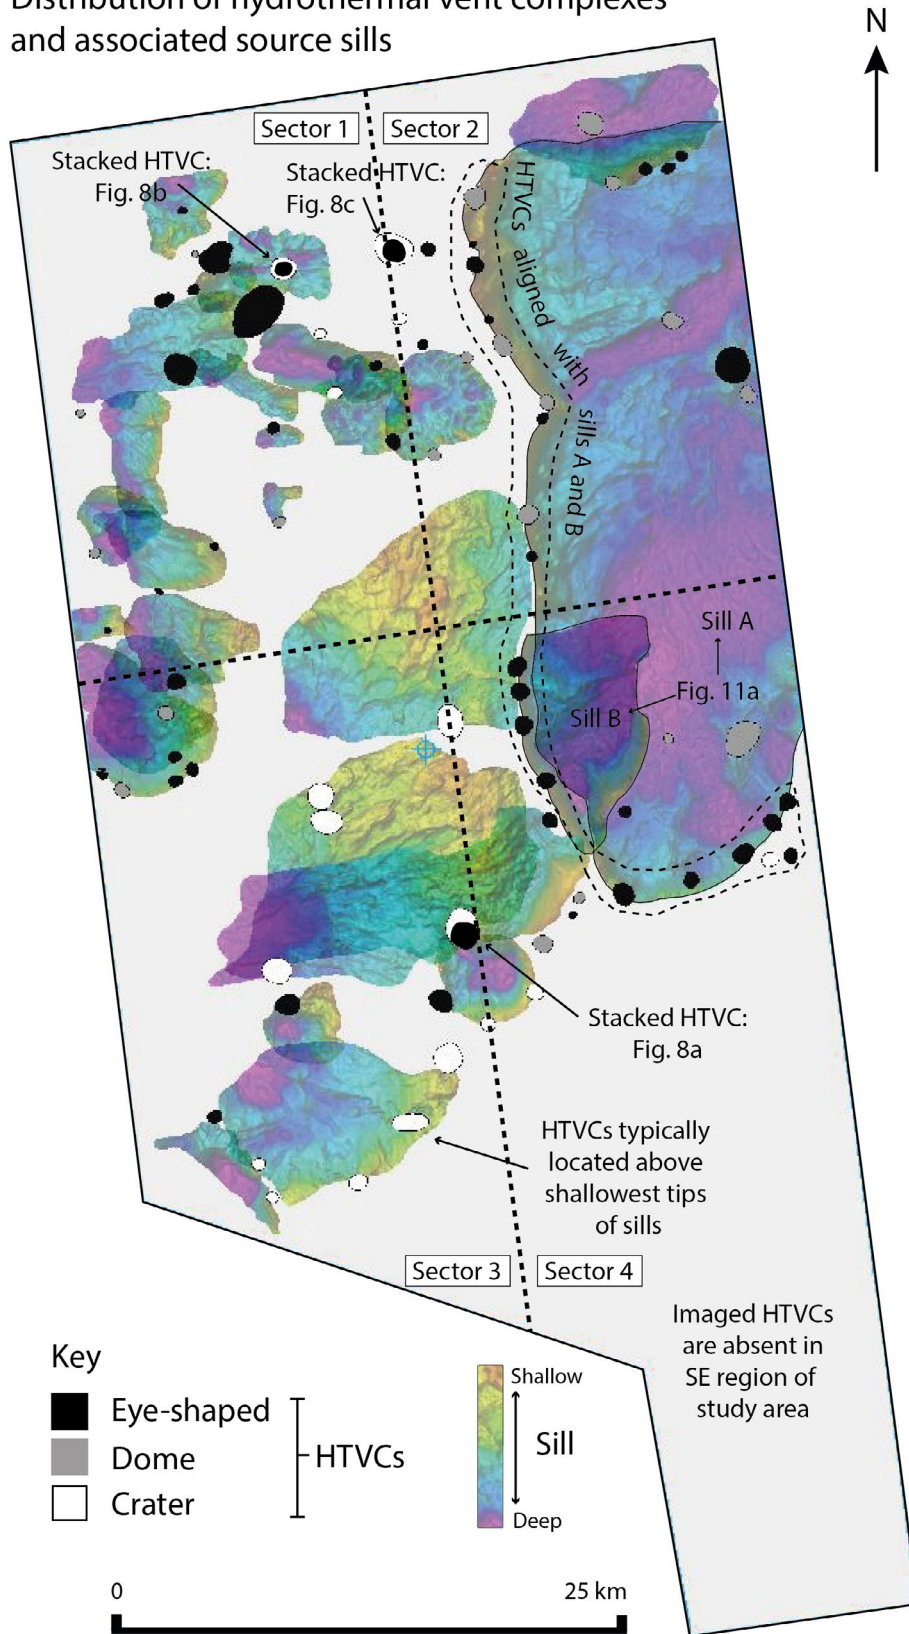 Distribution of hydrothermal vent complexes
and associated source sills
N
Sector 1
Sector 2
Stacked HTVC:
Fig. 8b
Stacked HTVC:
Fig. 8c
HTVCs aligned with sills A and B
Sill A
Fig. 11a
Sill B
Stacked HTVC:
Fig. 8a
HTVCs typically
located above
shallowest tips
of sills
Sector 3
Sector 4
Imaged HTVCs
are absent in
SE region of
study area
Key
Eye-shaped
Dome
Crater
HTVCs
Shallow
Sill
Deep
0
25 km